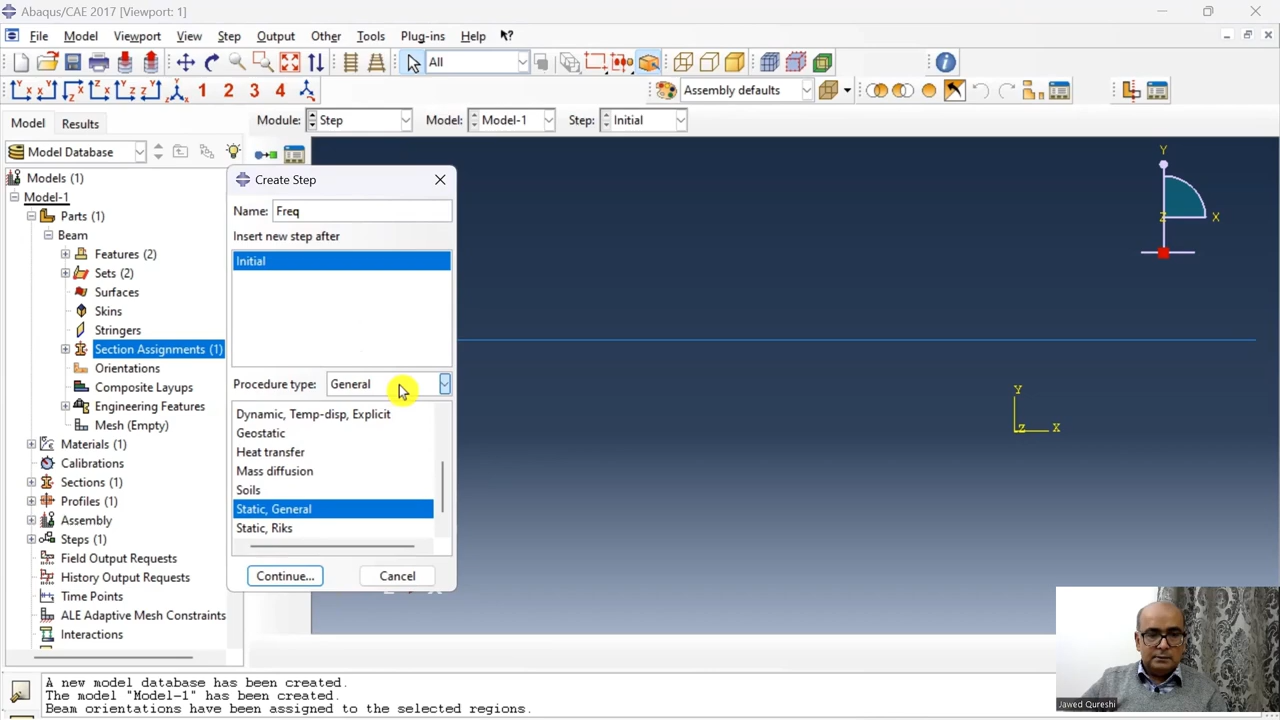 Abaqus/CAE 2017 [Viewport: 1]
File Model Viewport View Step Output Other Tools Plug-ins Help
All
1 2 3 4
Assembly defaults
Model Results
Module: Step Model: Model-1 Step: Initial
Model Database
Models (1)
Model-1
Parts (1)
Beam
Features (2)
Sets (2)
Surfaces
Skins
Stringers
Section Assignments (1)
Orientations
Composite Layups
Engineering Features
Mesh (Empty)
Materials (1)
Calibrations
Sections (1)
Profiles (1)
Assembly
Steps (1)
Field Output Requests
History Output Requests
Time Points
ALE Adaptive Mesh Constraints
Interactions
Create Step
Name: Freq
Insert new step after
Initial
Procedure type: General
Dynamic, Temp-disp, Explicit
Geostatic
Heat transfer
Mass diffusion
Soils
Static, General
Static, Riks
Continue... Cancel
Y
Z X
Y
Z X
A new model database has been created.
The model "Model-1" has been created.
Beam orientations have been assigned to the selected regions.
Jawed Qureshi